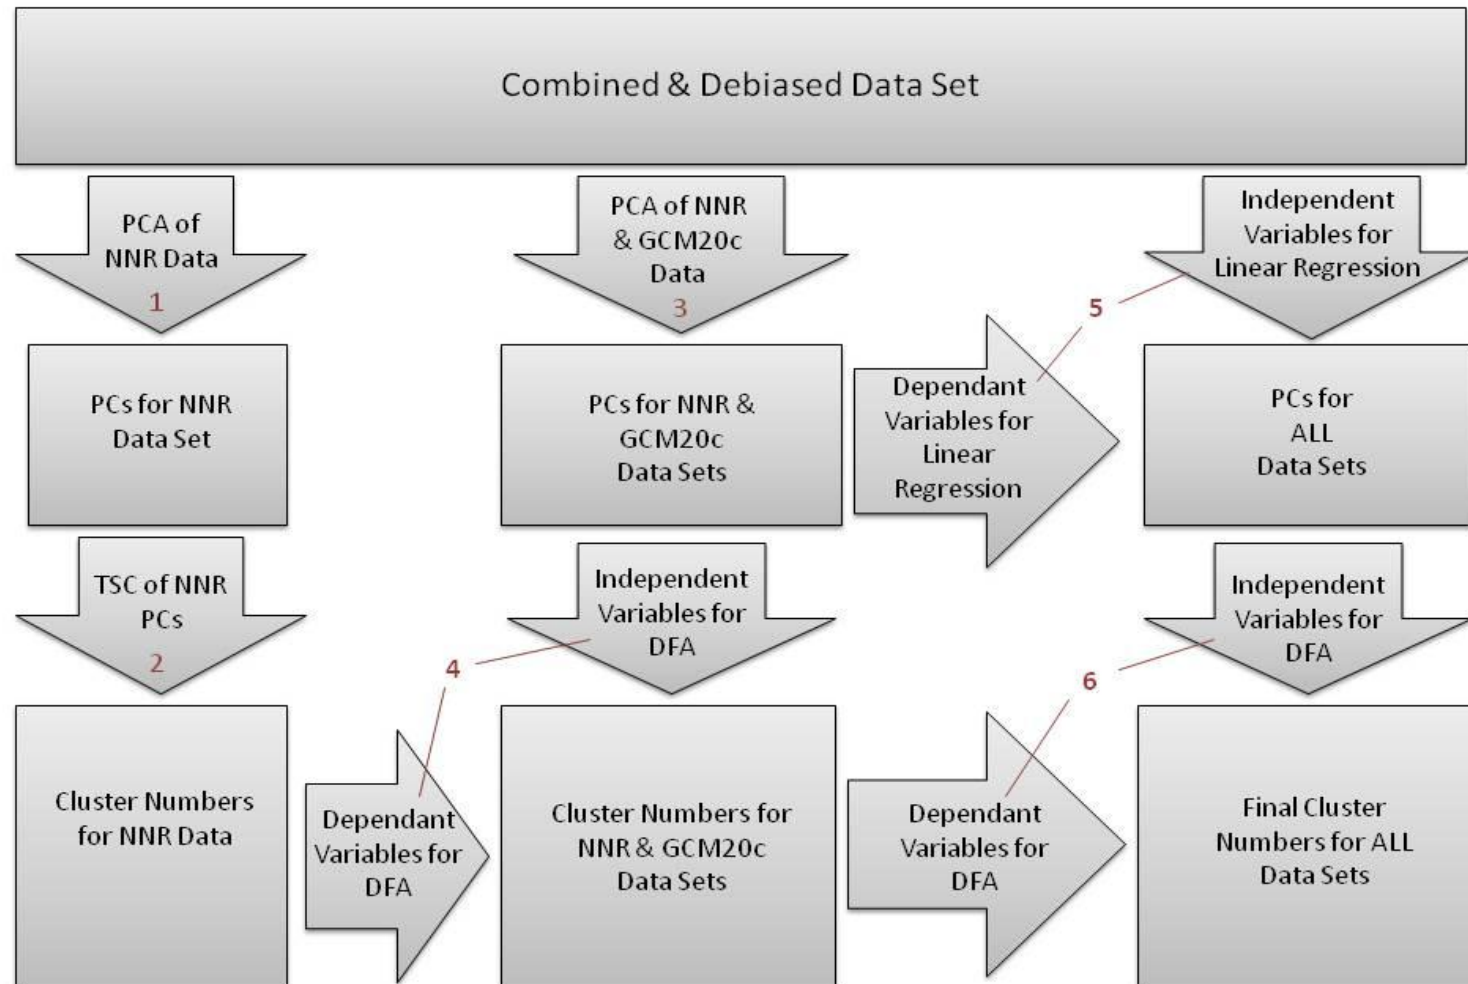 Combined & Debiased Data Set
PCA of
NNR Data
1
PCA of NNR
& GCM20c
Data
3
Independent
Variables for
Linear Regression
5
PCs for NNR
Data Set
PCs for NNR &
GCM20c
Data Sets
Dependant
Variables for
Linear
Regression
PCs for
ALL
Data Sets
TSC of NNR
PCs
2
Independent
Variables for
DFA
4
Independent
Variables for
DFA
6
Cluster Numbers
for NNR Data
Dependant
Variables for
DFA
Cluster Numbers for
NNR & GCM20c
Data Sets
Dependant
Variables for
DFA
Final Cluster
Numbers for ALL
Data Sets